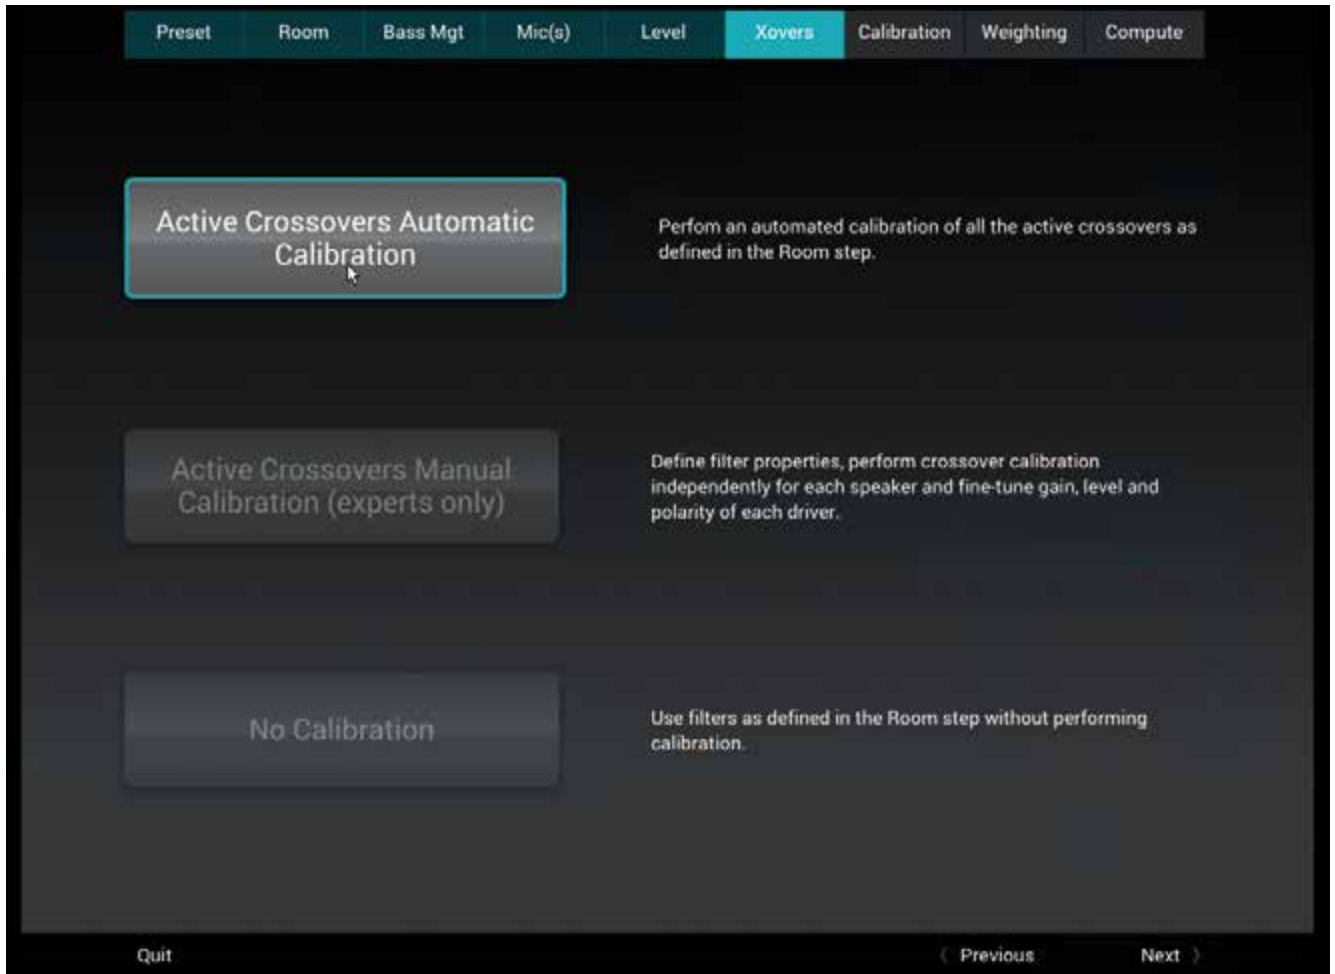 Preset Room Bass Mgt Mic(s) Level Xovers Calibration Weighting Compute
Active Crossovers Automatic
Calibration
Perfom an automated calibration of all the active crossovers as
defined in the Room step.
Active Crossovers Manual
Calibration (experts only)
Define filter properties, perform crossover calibration
independently for each speaker and fine-tune gain, level and
polarity of each driver.
No Calibration
Use filters as defined in the Room step without performing
calibration.
Quit Previous Next